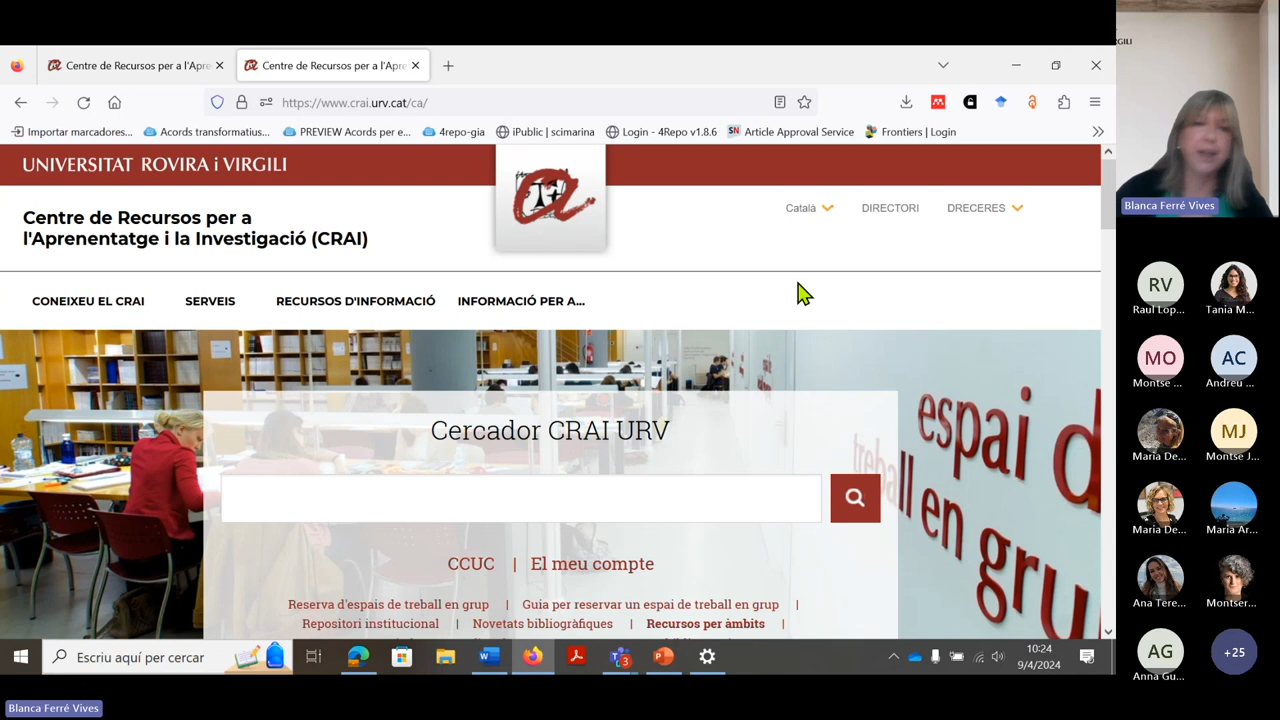 Centre de Recursos per a l'Apre
Centre de Recursos per a l'Apre
https://www.crai.urv.cat/ca/
Importar marcadores...
Acords transformatius...
PREVIEW Acords per e...
4repo-gia
iPublic | scimarina
Login - 4Repo v1.8.6
SN
Article Approval Service
Frontiers | Login
UNIVERSITAT ROVIRA i VIRGILI
Centre de Recursos per a
l'Aprenentatge i la Investigació (CRAI)
Català
DIRECTORI
DRECERES
CONEIXEU EL CRAI
SERVEIS
RECURSOS D'INFORMACIÓ
INFORMACIÓ PER A...
espai d
treball en gru
Cercador CRAI URV
CCUC | El meu compte
Reserva d'espais de treball en grup | Guia per reservar un espai de treball en grup |
Repositori institucional | Novetats bibliogràfiques | Recursos per àmbits |
Escriu aquí per cercar
3
10:24
9/4/2024
Blanca Ferré Vives
RV
Raul Lop...
Tania M...
MO
Montse ...
AC
Andreu ...
Maria De...
MJ
Montse J...
Maria De...
Maria Ar...
Ana Tere...
Montser...
AG
Anna Gu...
+25
Blanca Ferré Vives